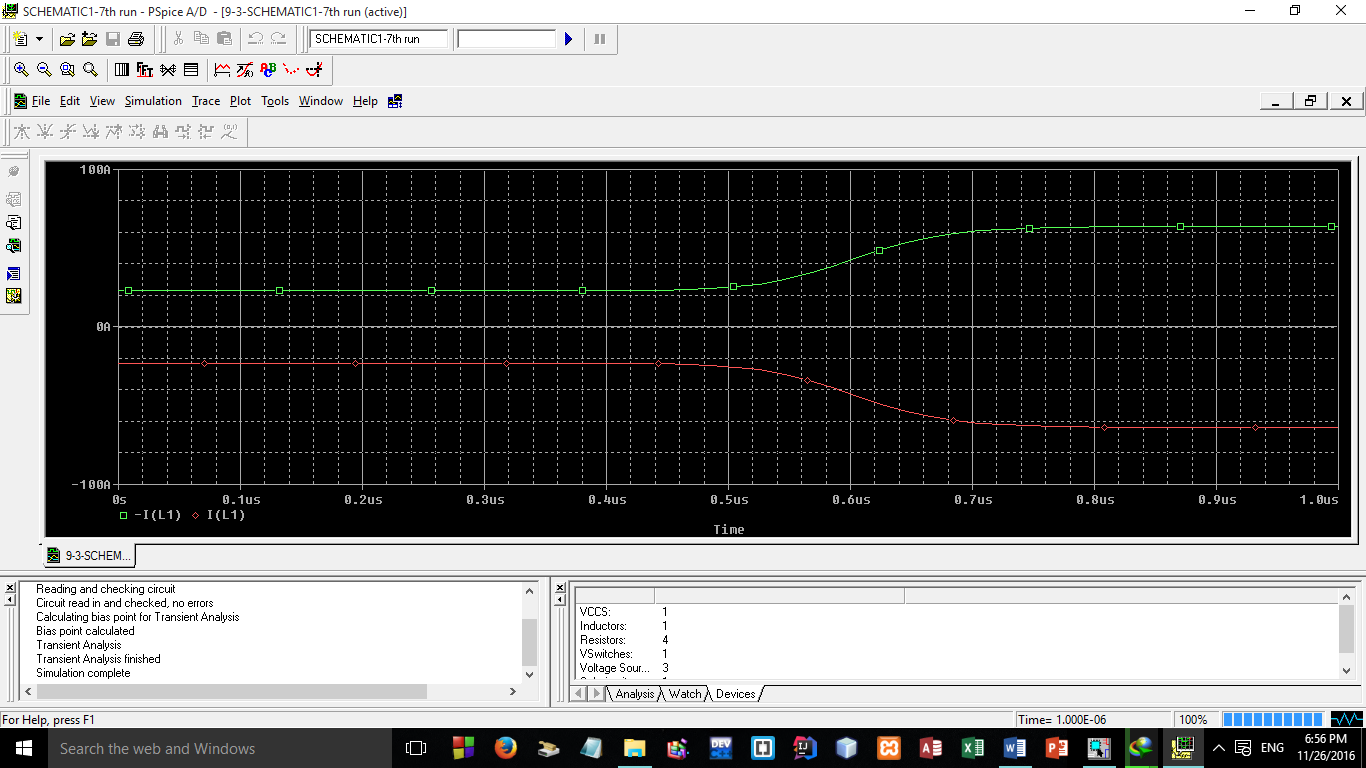 SCHEMATIC1-7th run - PSpice A/D - [9-3-SCHEMATIC1-7th run (active)]
SCHEMATIC1-7th run
File Edit View Simulation Trace Plot Tools Window Help
100A
0A
-100A
0s 0.1us 0.2us 0.3us 0.4us 0.5us 0.6us 0.7us 0.8us 0.9us 1.0us
-I(L1) I(L1)
Time
9-3-SCHEM...
Reading and checking circuit
Circuit read in and checked, no errors
Calculating bias point for Transient Analysis
Bias point calculated
Transient Analysis
Transient Analysis finished
Simulation complete
VCCS: 1
Inductors: 1
Resistors: 4
VSwitches: 1
Voltage Sour... 3
Analysis Watch Devices
For Help, press F1
Time= 1.000E-06
100%
Search the web and Windows
ENG
6:56 PM
11/26/2016